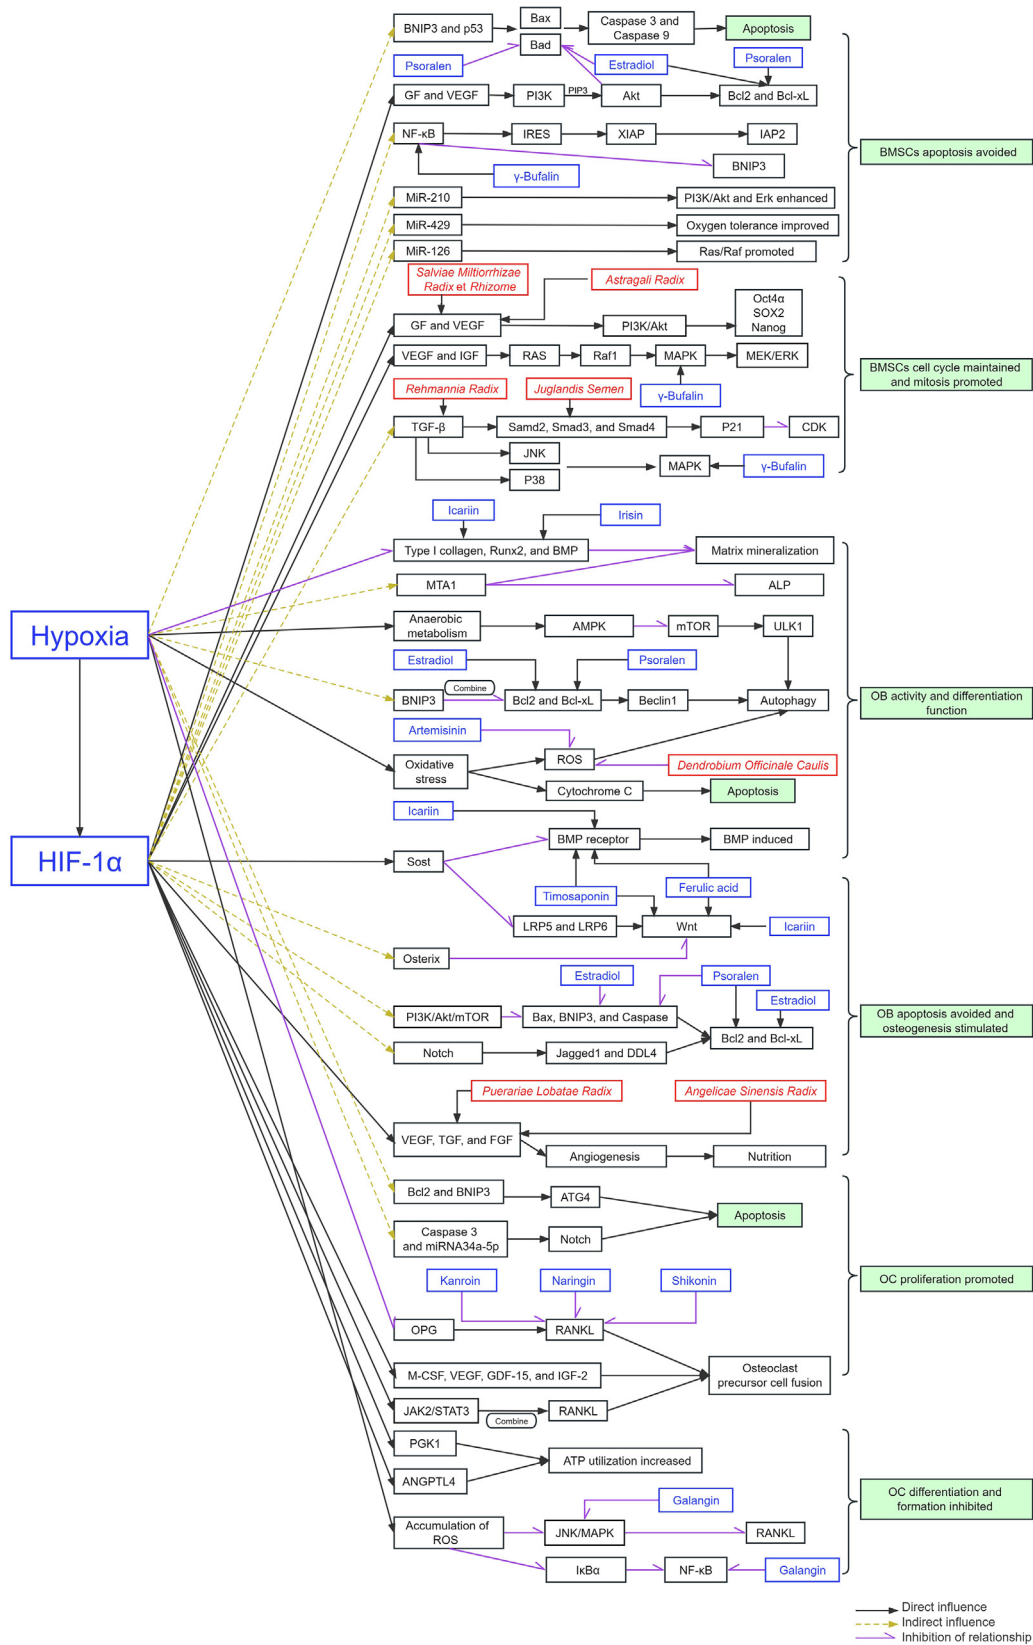 BNIP3 and p53
Bax
Bad
Caspase 3 and
Caspase 9
Apoptosis
Psoralen
Estradiol
Psoralen
GF and VEGF
PI3K
PIP3
Akt
Bcl2 and Bcl-xL
NF-κB
IRES
XIAP
IAP2
BNIP3
γ-Bufalin
BMSCs apoptosis avoided
MiR-210
PI3K/Akt and Erk enhanced
MiR-429
Oxygen tolerance improved
MiR-126
Ras/Raf promoted
Salviae Miltiorrhizae
Radix et Rhizome
Astragali Radix
GF and VEGF
PI3K/Akt
Oct4α
SOX2
Nanog
VEGF and IGF
RAS
Raf1
MAPK
MEK/ERK
BMSCs cell cycle maintained
and mitosis promoted
Rehmannia Radix
Juglandis Semen
γ-Bufalin
TGF-β
Samd2, Smad3, and Smad4
P21
CDK
JNK
P38
MAPK
γ-Bufalin
Icariin
Irisin
Type I collagen, Runx2, and BMP
Matrix mineralization
MTA1
ALP
Hypoxia
Anaerobic
metabolism
AMPK
mTOR
ULK1
Estradiol
Psoralen
BNIP3
Combine
Bcl2 and Bcl-xL
Beclin1
Autophagy
OB activity and differentiation
function
Artemisinin
Oxidative
stress
ROS
Dendrobium Officinale Caulis
Cytochrome C
Apoptosis
Icariin
BMP receptor
BMP induced
HIF-1α
Sost
Timosaponin
Ferulic acid
LRP5 and LRP6
Wnt
Icariin
Osterix
Estradiol
Psoralen
Estradiol
PI3K/Akt/mTOR
Bax, BNIP3, and Caspase
Bcl2 and Bcl-xL
OB apoptosis avoided and
osteogenesis stimulated
Notch
Jagged1 and DDL4
Puerariae Lobatae Radix
Angelicae Sinensis Radix
VEGF, TGF, and FGF
Angiogenesis
Nutrition
Bcl2 and BNIP3
ATG4
Apoptosis
Caspase 3
and miRNA34a-5p
Notch
Kanroin
Naringin
Shikonin
OC proliferation promoted
OPG
RANKL
M-CSF, VEGF, GDF-15, and IGF-2
Osteoclast
precursor cell fusion
JAK2/STAT3
Combine
RANKL
PGK1
ATP utilization increased
ANGPTL4
Galangin
OC differentiation and
formation inhibited
Accumulation of
ROS
JNK/MAPK
RANKL
IκBα
NF-κB
Galangin
Direct influence
Indirect influence
Inhibition of relationship